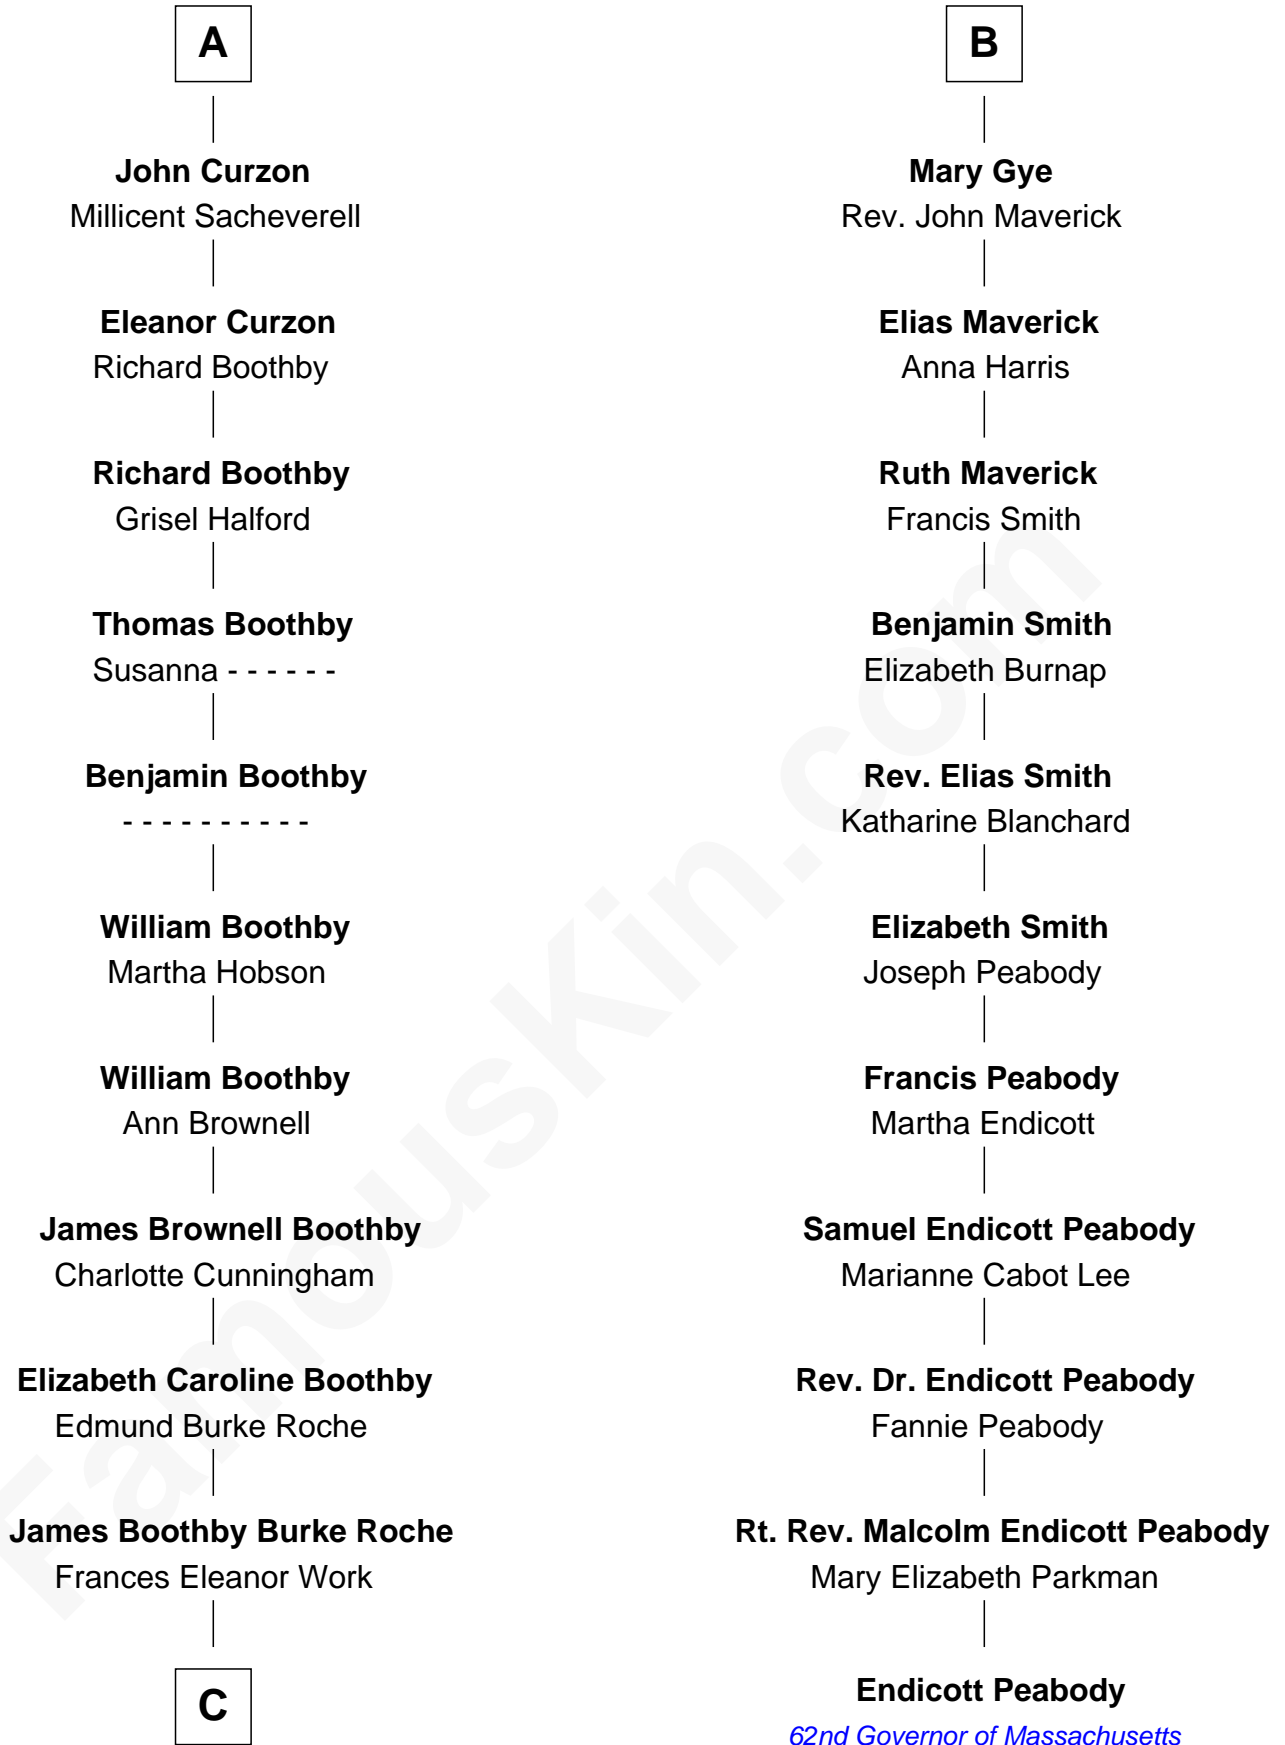 A
John Curzon
Millicent Sacheverell
Eleanor Curzon
Richard Boothby
Richard Boothby
Grisel Halford
Thomas Boothby
Susanna - - - - - -
Benjamin Boothby
- - - - - - - - - -
William Boothby
Martha Hobson
William Boothby
Ann Brownell
James Brownell Boothby
Charlotte Cunningham
Elizabeth Caroline Boothby
Edmund Burke Roche
James Boothby Burke Roche
Frances Eleanor Work
C
B
Mary Gye
Rev. John Maverick
Elias Maverick
Anna Harris
Ruth Maverick
Francis Smith
Benjamin Smith
Elizabeth Burnap
Rev. Elias Smith
Katharine Blanchard
Elizabeth Smith
Joseph Peabody
Francis Peabody
Martha Endicott
Samuel Endicott Peabody
Marianne Cabot Lee
Rev. Dr. Endicott Peabody
Fannie Peabody
Rt. Rev. Malcolm Endicott Peabody
Mary Elizabeth Parkman
Endicott Peabody
62nd Governor of Massachusetts
FamousKin.com